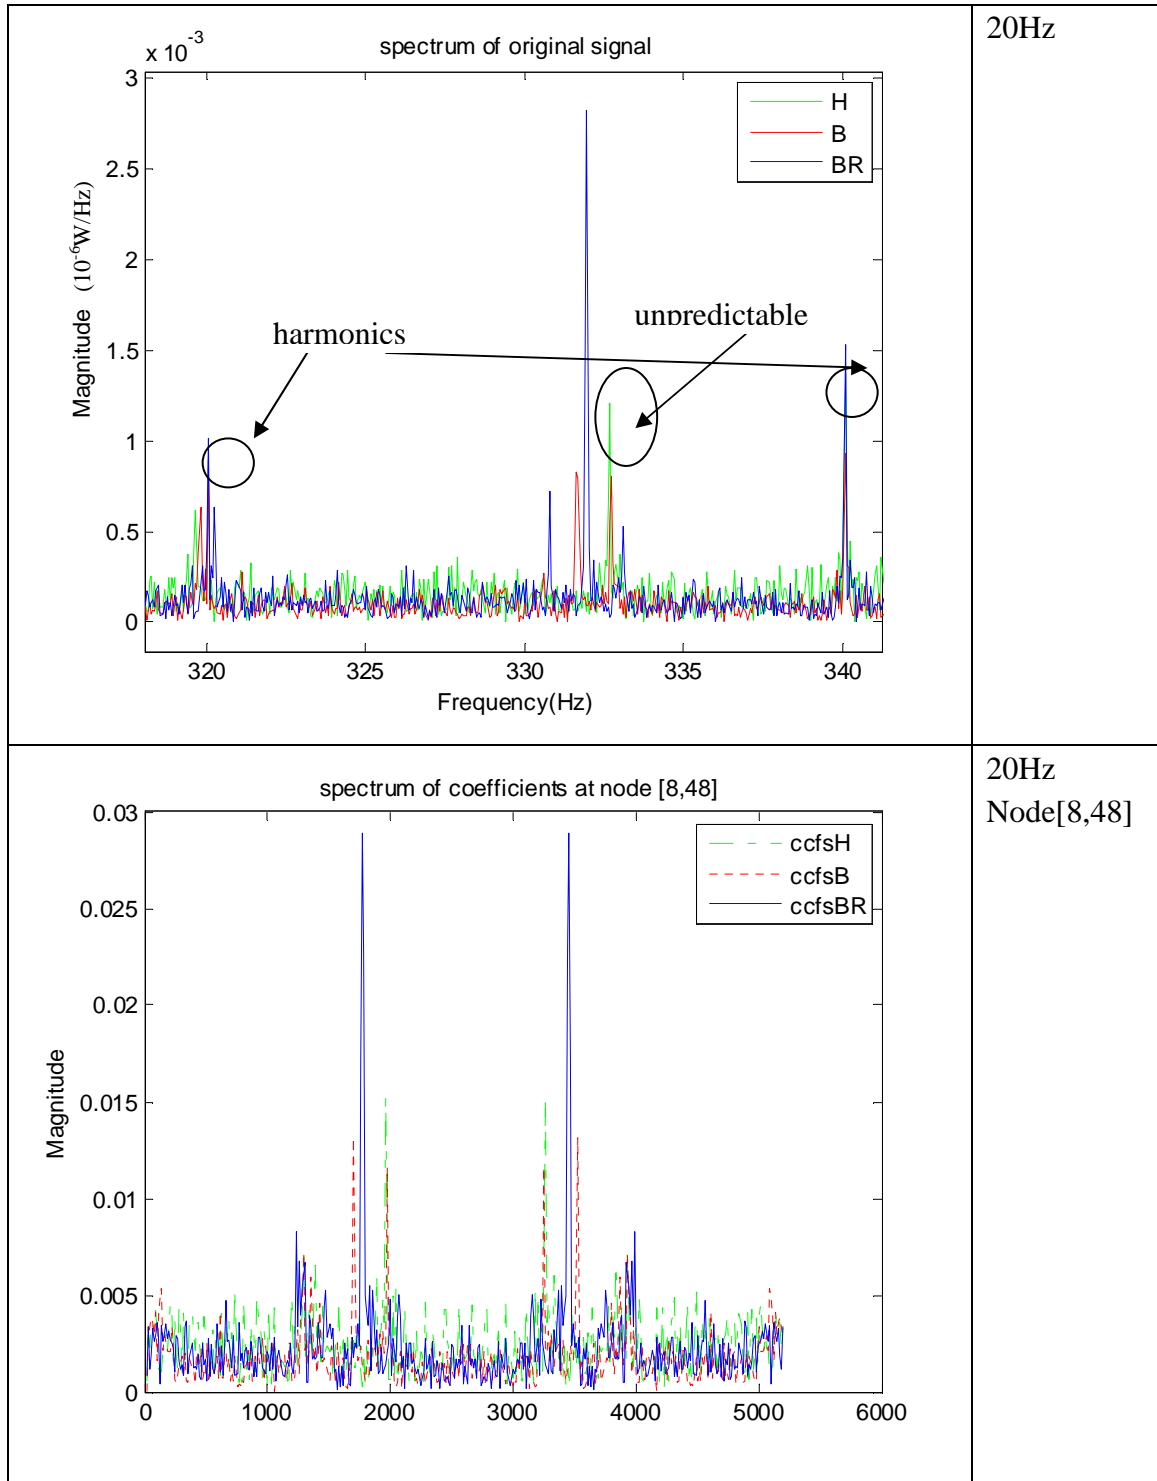 20Hz
x 10-3
spectrum of original signal
3
2.5
2
1.5
1
0.5
0
Magnitude (10-6W/Hz)
H
B
BR
harmonics
unpredictable
320
325
330
335
340
Frequency(Hz)
20Hz
Node[8,48]
spectrum of coefficients at node [8,48]
0.03
0.025
0.02
0.015
0.01
0.005
0
Magnitude
ccfsH
ccfsB
ccfsBR
0
1000
2000
3000
4000
5000
6000